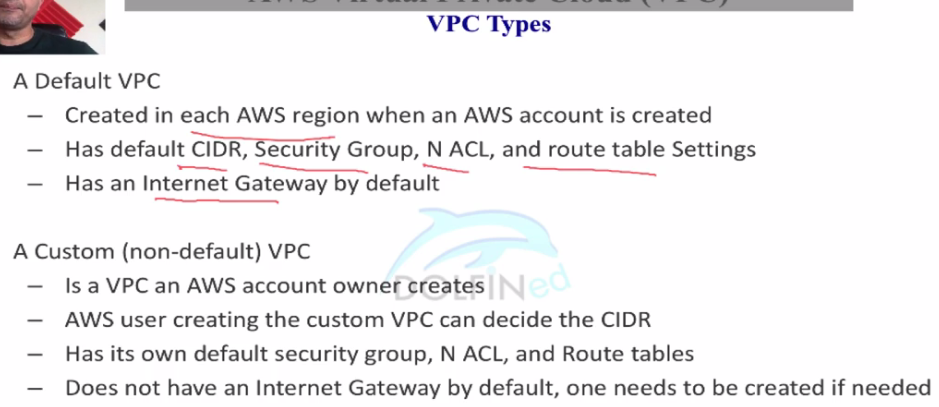 AWS Virtual Private Cloud (VPC)
VPC Types
A Default VPC
– Created in each AWS region when an AWS account is created
– Has default CIDR, Security Group, N ACL, and route table Settings
– Has an Internet Gateway by default
A Custom (non-default) VPC
– Is a VPC an AWS account owner creates
– AWS user creating the custom VPC can decide the CIDR
– Has its own default security group, N ACL, and Route tables
– Does not have an Internet Gateway by default, one needs to be created if needed
DOLFINed